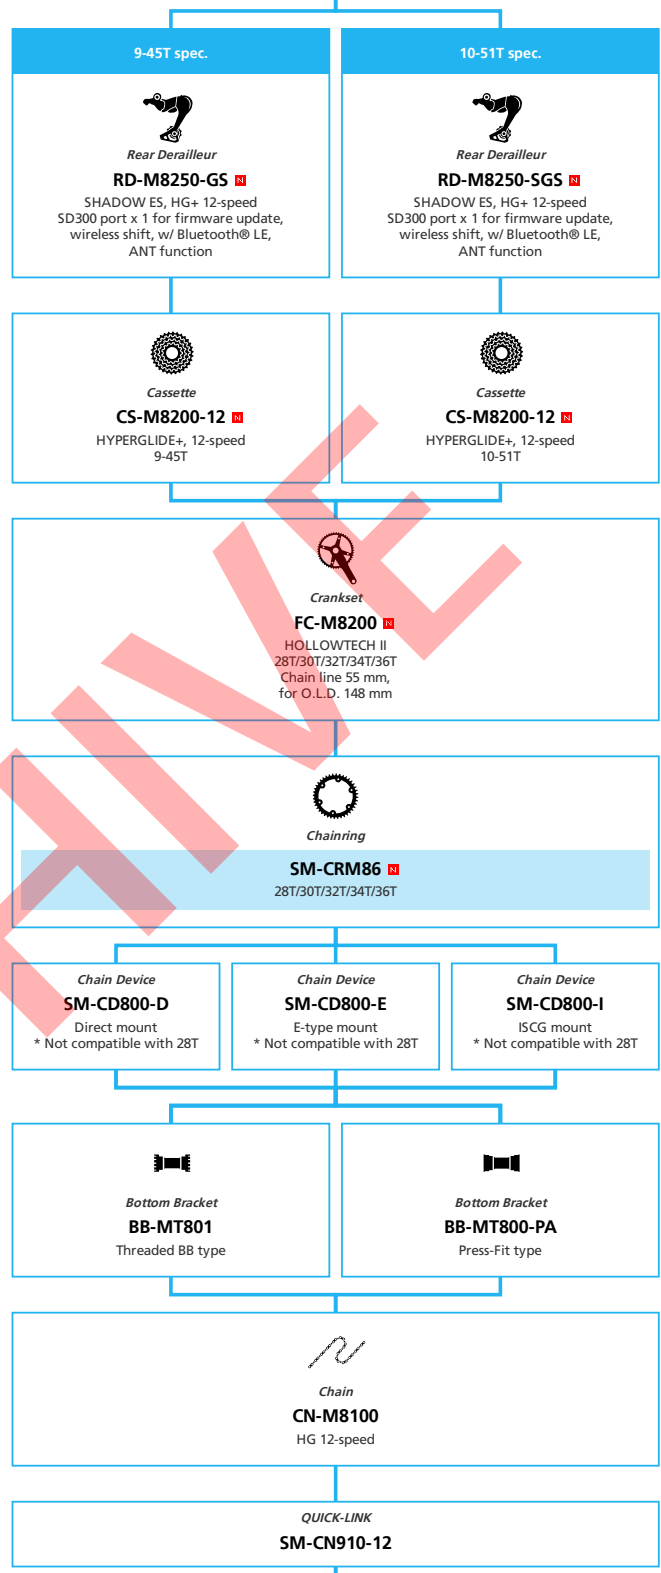 9-45T spec.
10-51T spec.
Rear Derailleur
RD-M8250-GS N
SHADOW ES, HG+ 12-speed
SD300 port x 1 for firmware update,
wireless shift, w/ Bluetooth® LE,
ANT function
Rear Derailleur
RD-M8250-SGS N
SHADOW ES, HG+ 12-speed
SD300 port x 1 for firmware update,
wireless shift, w/ Bluetooth® LE,
ANT function
Cassette
CS-M8200-12 N
HYPERGLIDE+, 12-speed
9-45T
Cassette
CS-M8200-12 N
HYPERGLIDE+, 12-speed
10-51T
Crankset
FC-M8200 N
HOLLOWTECH II
28T/30T/32T/34T/36T
Chain line 55 mm,
for O.L.D. 148 mm
Chainring
SM-CRM86 N
28T/30T/32T/34T/36T
Chain Device
SM-CD800-D
Direct mount
* Not compatible with 28T
Chain Device
SM-CD800-E
E-type mount
* Not compatible with 28T
Chain Device
SM-CD800-I
ISCG mount
* Not compatible with 28T
Bottom Bracket
BB-MT801
Threaded BB type
Bottom Bracket
BB-MT800-PA
Press-Fit type
Chain
CN-M8100
HG 12-speed
QUICK-LINK
SM-CN910-12
HIVE